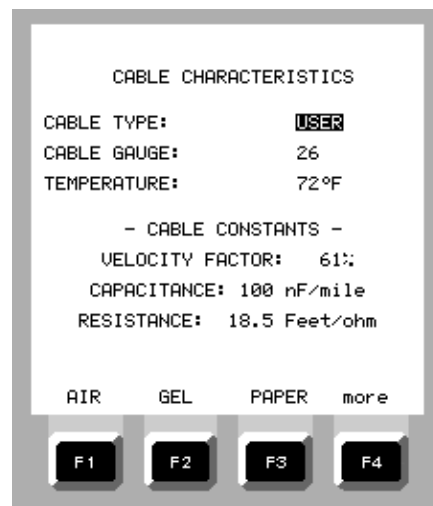 CABLE CHARACTERISTICS
CABLE TYPE: USER
CABLE GAUGE: 26
TEMPERATURE: 72°F
- CABLE CONSTANTS -
VELOCITY FACTOR: 61%
CAPACITANCE: 100 nF/mile
RESISTANCE: 18.5 Feet/ohm
AIR GEL PAPER more
F1 F2 F3 F4